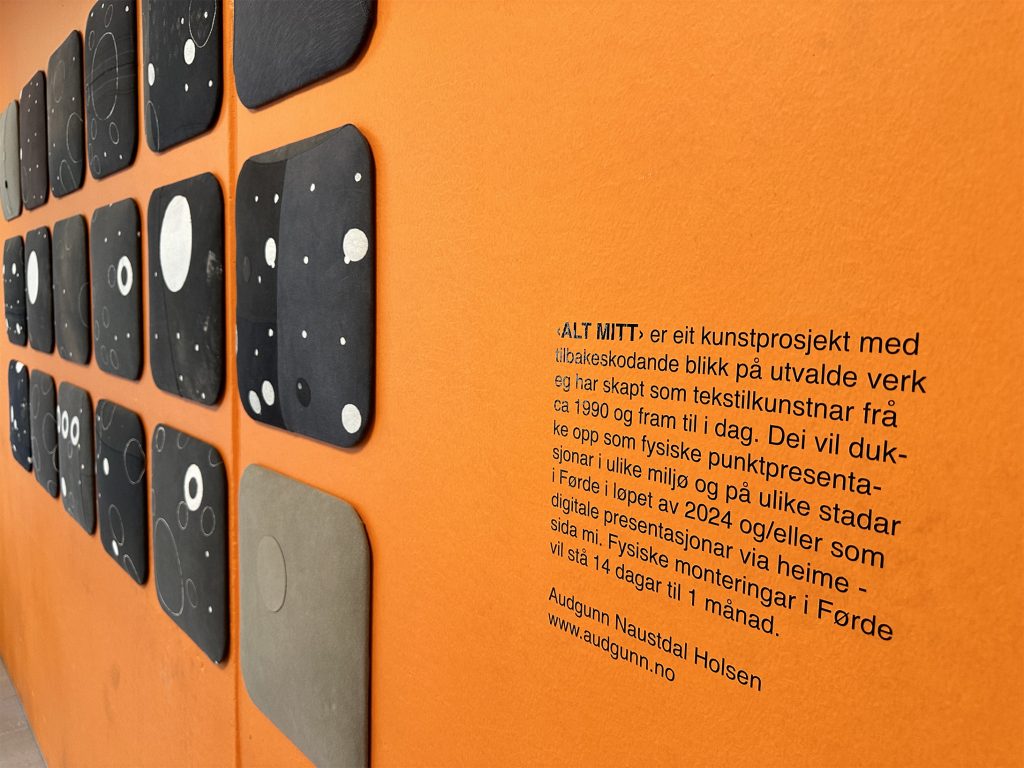 ‹ALT MITT› er eit kunstprosjekt med
tilbakeskodande blikk på utvalde verk
eg har skapt som tekstilkunstnar frå
ca 1990 og fram til i dag. Dei vil duk-
ke opp som fysiske punktpresenta-
sjonar i ulike miljø og på ulike stadar
i Førde i løpet av 2024 og/eller som
digitale presentasjonar via heime -
sida mi. Fysiske monteringar i Førde
vil stå 14 dagar til 1 månad.
Audgunn Naustdal Holsen
www.audgunn.no